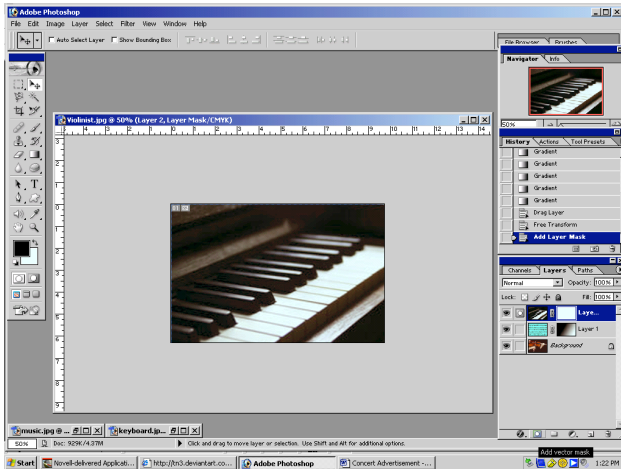 Adobe Photoshop
File Edit Image Layer Select Filter View Window Help
Auto Select Layer Show Bounding Box
File Browser Brushes
Navigator Info
50%
Violinist.jpg @ 50% (Layer 2, Layer Mask/CMYK)
History Actions Tool Presets
Gradient
Gradient
Gradient
Gradient
Gradient
Drag Layer
Free Transform
Add Layer Mask
Channels Layers Paths
Normal Opacity: 100%
Lock: Fill: 100%
Laye...
Layer 1
Background
music.jpg @ ... keyboard.jp...
50% Doc: 929K/4.37M Click and drag to move layer or selection. Use Shift and Alt for additional options.
Add vector mask
Start Novell-delivered Applicati... http://tn3.deviantart.co... Adobe Photoshop Concert Advertisement -... 1:22 PM